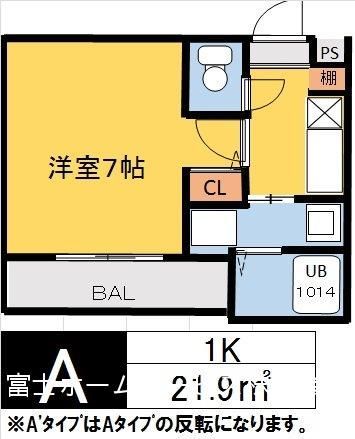 PS
棚
洋室7帖
CL
UB
1014
BAL
A
1K
21.9㎡
富士ホーム
※A'ﾀｲﾌﾟはAﾀｲﾌﾟの反転になります。